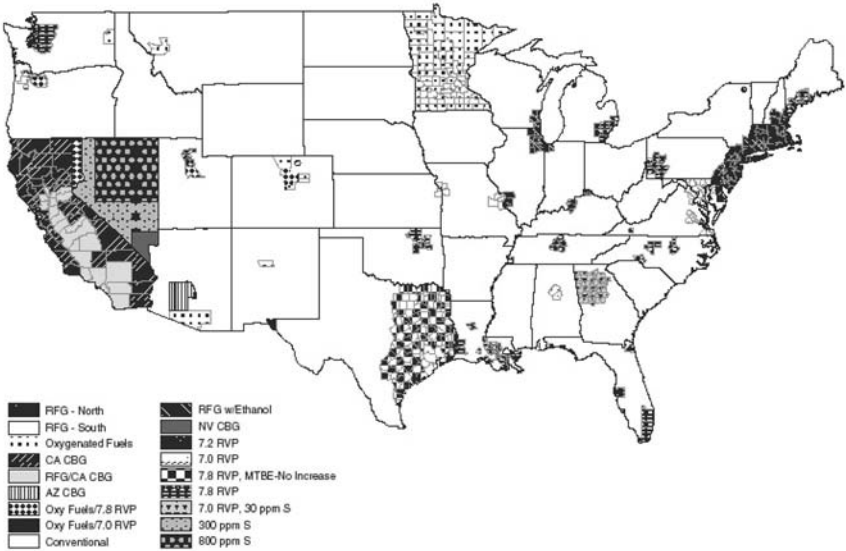 RFG - North
RFG - South
Oxygenated Fuels
CA CBG
RFG/CA CBG
AZ CBG
Oxy Fuels/7.8 RVP
Oxy Fuels/7.0 RVP
Conventional
RFG w/Ethanol
NV CBG
7.2 RVP
7.0 RVP
7.8 RVP, MTBE-No Increase
7.8 RVP
7.0 RVP, 30 ppm S
300 ppm S
800 ppm S